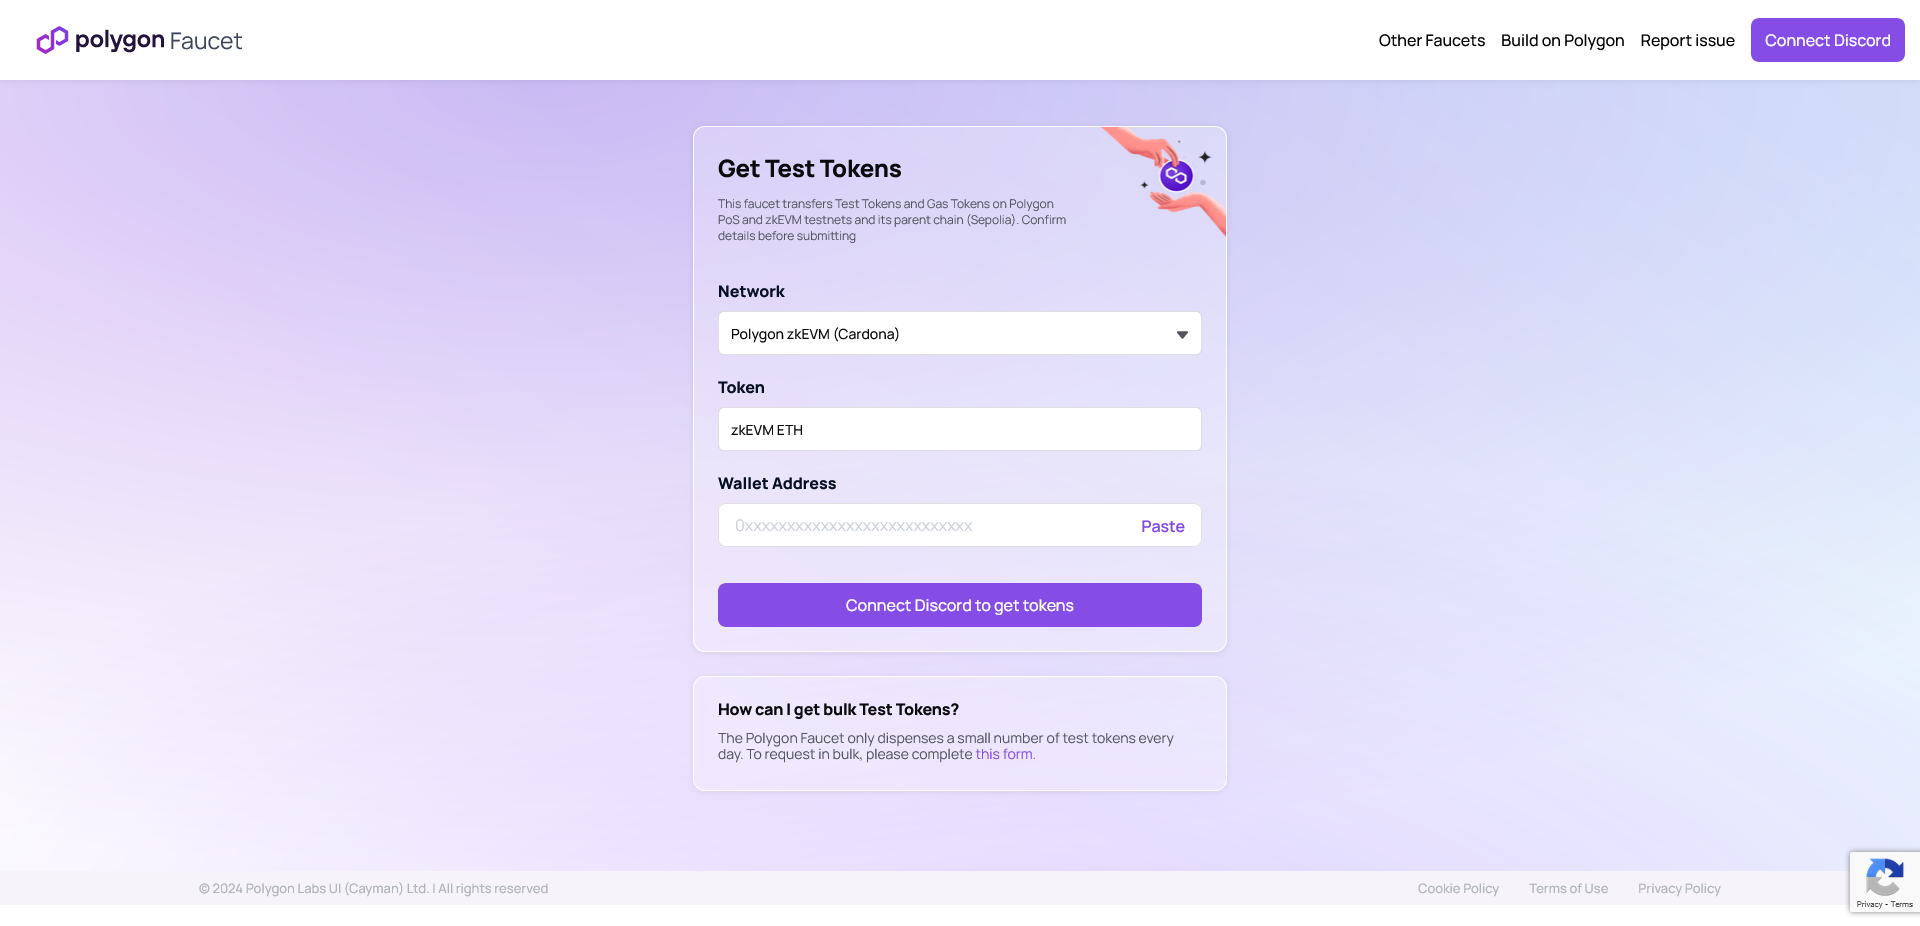 polygon Faucet
Other Faucets
Build on Polygon
Report issue
Connect Discord
Get Test Tokens
This faucet transfers Test Tokens and Gas Tokens on Polygon
PoS and zkEVM testnets and its parent chain (Sepolia). Confirm
details before submitting
Network
Polygon zkEVM (Cardona)
Token
zkEVM ETH
Wallet Address
0xxxxxxxxxxxxxxxxxxxxxxxxxxxx
Paste
Connect Discord to get tokens
How can I get bulk Test Tokens?
The Polygon Faucet only dispenses a small number of test tokens every
day. To request in bulk, please complete this form.
© 2024 Polygon Labs UI (Cayman) Ltd. | All rights reserved
Cookie Policy
Terms of Use
Privacy Policy
Privacy - Terms